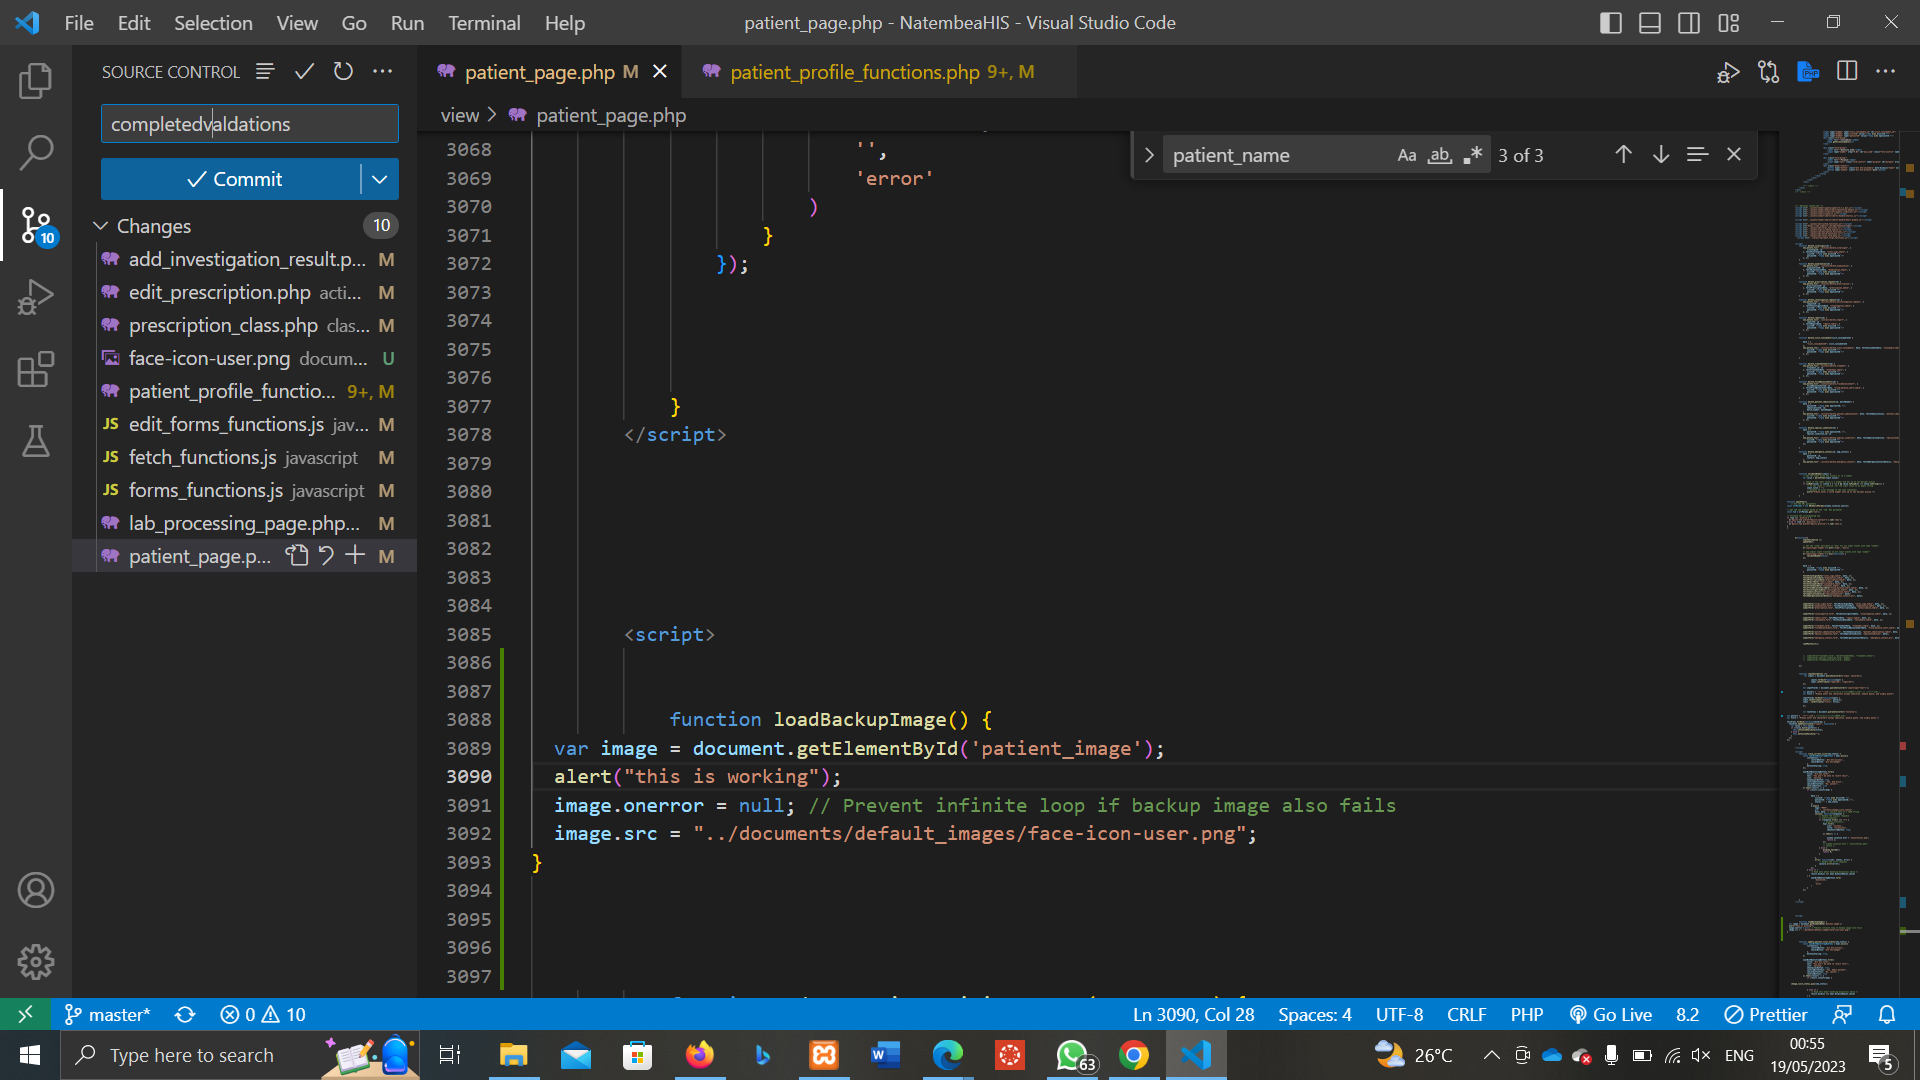 File Edit Selection View Go Run Terminal Help
patient_page.php - NatembeaHIS - Visual Studio Code
SOURCE CONTROL
completedvaldations
Commit
Changes 10
add_investigation_result.p... M
edit_prescription.php acti... M
prescription_class.php clas... M
face-icon-user.png docum... U
patient_profile_functio... 9+, M
JS edit_forms_functions.js jav... M
JS fetch_functions.js javascript M
JS forms_functions.js javascript M
lab_processing_page.php... M
patient_page.p... M
10
patient_page.php M
patient_profile_functions.php 9+, M
view > patient_page.php
patient_name Aa ab 3 of 3
3068 '',
3069 'error'
3070 )
3071 }
3072 });
3073
3074
3075
3076
3077 }
3078 </script>
3079
3080
3081
3082
3083
3084
3085 <script>
3086
3087
3088 function loadBackupImage() {
3089 var image = document.getElementById('patient_image');
3090 alert("this is working");
3091 image.onerror = null; // Prevent infinite loop if backup image also fails
3092 image.src = "../documents/default_images/face-icon-user.png";
3093 }
3094
3095
3096
3097
master* 0 10
Ln 3090, Col 28 Spaces: 4 UTF-8 CRLF PHP Go Live 8.2 Prettier
Type here to search
63
26°C
ENG
00:55
19/05/2023
5